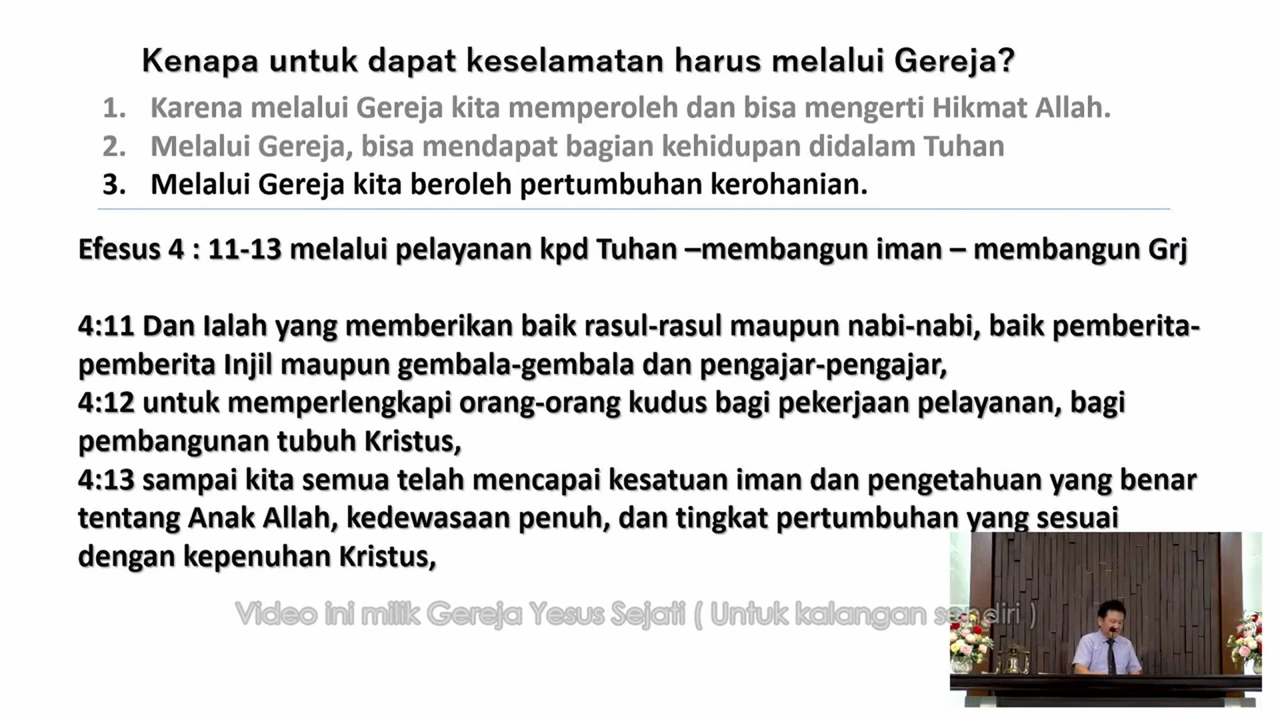 Kenapa untuk dapat keselamatan harus melalui Gereja?
1. Karena melalui Gereja kita memperoleh dan bisa mengerti Hikmat Allah.
2. Melalui Gereja, bisa mendapat bagian kehidupan didalam Tuhan
3. Melalui Gereja kita beroleh pertumbuhan kerohanian.
Efesus 4 : 11-13 melalui pelayanan kpd Tuhan –membangun iman – membangun Grj
4:11 Dan Ialah yang memberikan baik rasul-rasul maupun nabi-nabi, baik pemberita-
pemberita Injil maupun gembala-gembala dan pengajar-pengajar,
4:12 untuk memperlengkapi orang-orang kudus bagi pekerjaan pelayanan, bagi
pembangunan tubuh Kristus,
4:13 sampai kita semua telah mencapai kesatuan iman dan pengetahuan yang benar
tentang Anak Allah, kedewasaan penuh, dan tingkat pertumbuhan yang sesuai
dengan kepenuhan Kristus,
Video ini milik Gereja Yesus Sejati ( Untuk kalangan sendiri )